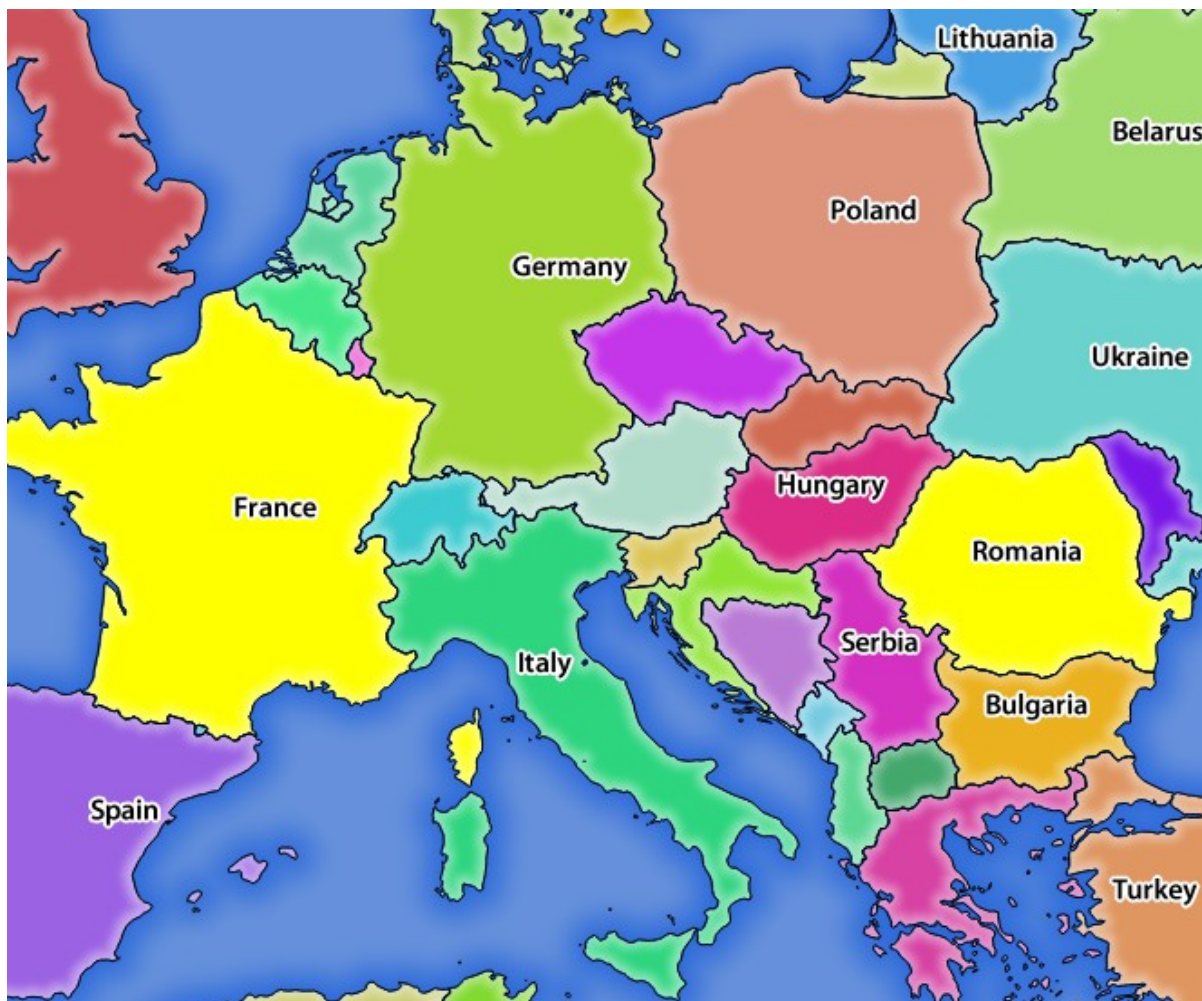 Lithuania
Belarus
Poland
Germany
Ukraine
Hungary
France
Romania
Serbia
Italy
Bulgaria
Spain
Turkey